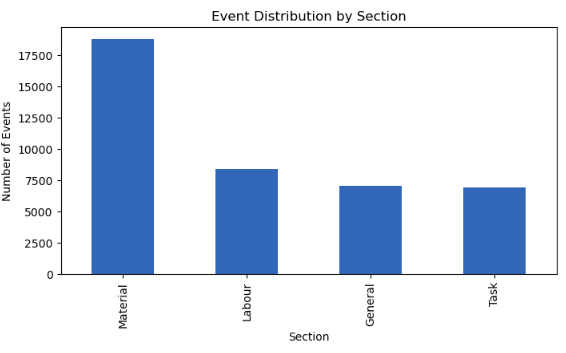 Event Distribution by Section
Number of Events
17500
15000
12500
10000
7500
5000
2500
0
Material
Labour
General
Task
Section